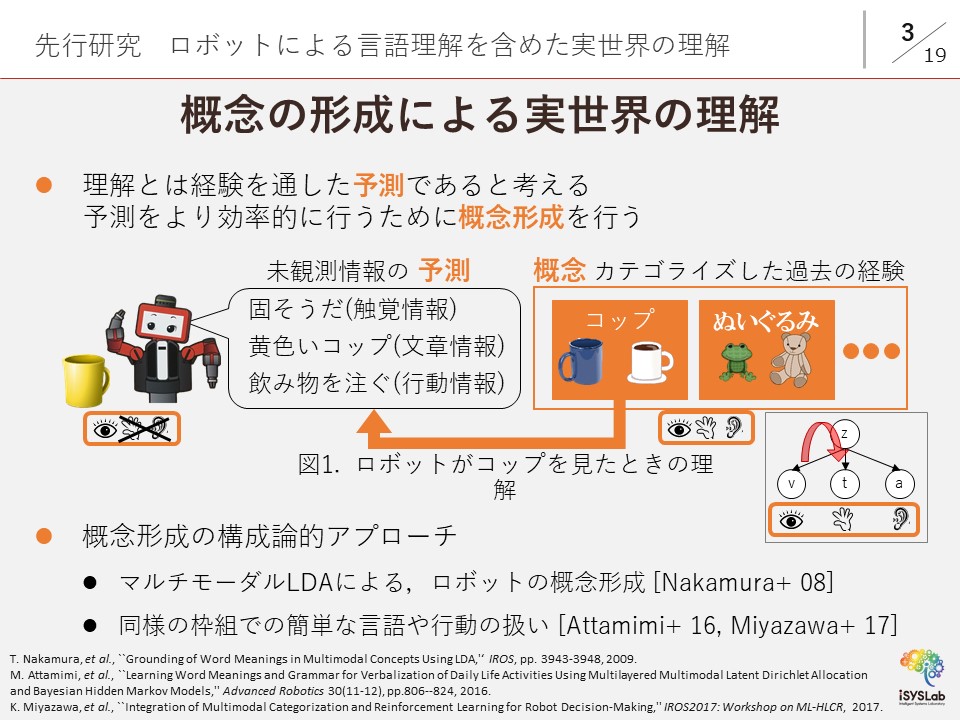 先行研究　ロボットによる言語理解を含めた実世界の理解
3
19
概念の形成による実世界の理解
理解とは経験を通した予測であると考える
予測をより効率的に行うために概念形成を行う
未観測情報の 予測
概念 カテゴライズした過去の経験
固そうだ(触覚情報)
黄色いコップ(文章情報)
飲み物を注ぐ(行動情報)
コップ
ぬいぐるみ
z
v
t
a
図1. ロボットがコップを見たときの理
解
概念形成の構成論的アプローチ
マルチモーダルLDAによる，ロボットの概念形成 [Nakamura+ 08]
同様の枠組での簡単な言語や行動の扱い [Attamimi+ 16, Miyazawa+ 17]
T. Nakamura, et al., ``Grounding of Word Meanings in Multimodal Concepts Using LDA,'' IROS, pp. 3943-3948, 2009.
M. Attamimi, et al., ``Learning Word Meanings and Grammar for Verbalization of Daily Life Activities Using Multilayered Multimodal Latent Dirichlet Allocation
and Bayesian Hidden Markov Models,'' Advanced Robotics 30(11-12), pp.806--824, 2016.
K. Miyazawa, et al., ``Integration of Multimodal Categorization and Reinforcement Learning for Robot Decision-Making,'' IROS2017: Workshop on ML-HLCR, 2017.
iSYSLab
Intelligent Systems Laboratory